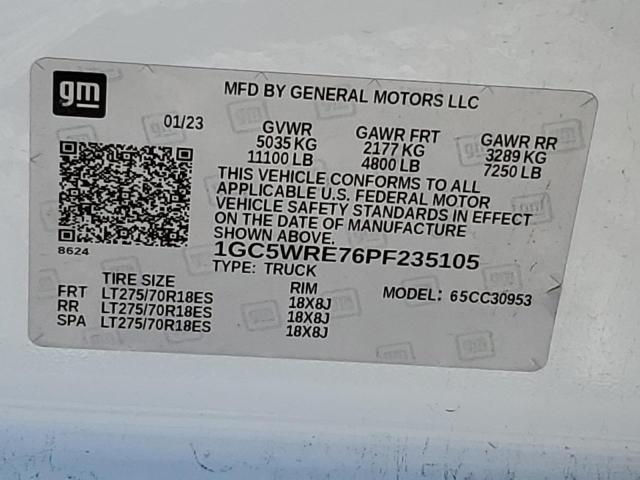 gm
MFD BY GENERAL MOTORS LLC
01/23
GVWR GAWR FRT GAWR RR
5035 KG 2177 KG 3289 KG
11100 LB 4800 LB 7250 LB
THIS VEHICLE CONFORMS TO ALL
APPLICABLE U.S. FEDERAL MOTOR
VEHICLE SAFETY STANDARDS IN EFFECT
ON THE DATE OF MANUFACTURE
SHOWN ABOVE.
8624
1GC5WRE76PF235105
TYPE: TRUCK
TIRE SIZE RIM MODEL: 65CC30953
FRT LT275/70R18ES 18X8J
RR LT275/70R18ES 18X8J
SPA LT275/70R18ES 18X8J